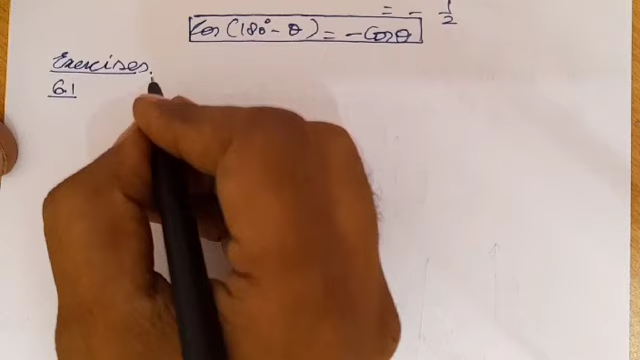 = - 1/2
Cos(180° - θ) = -Cosθ
Exercises.
6.1